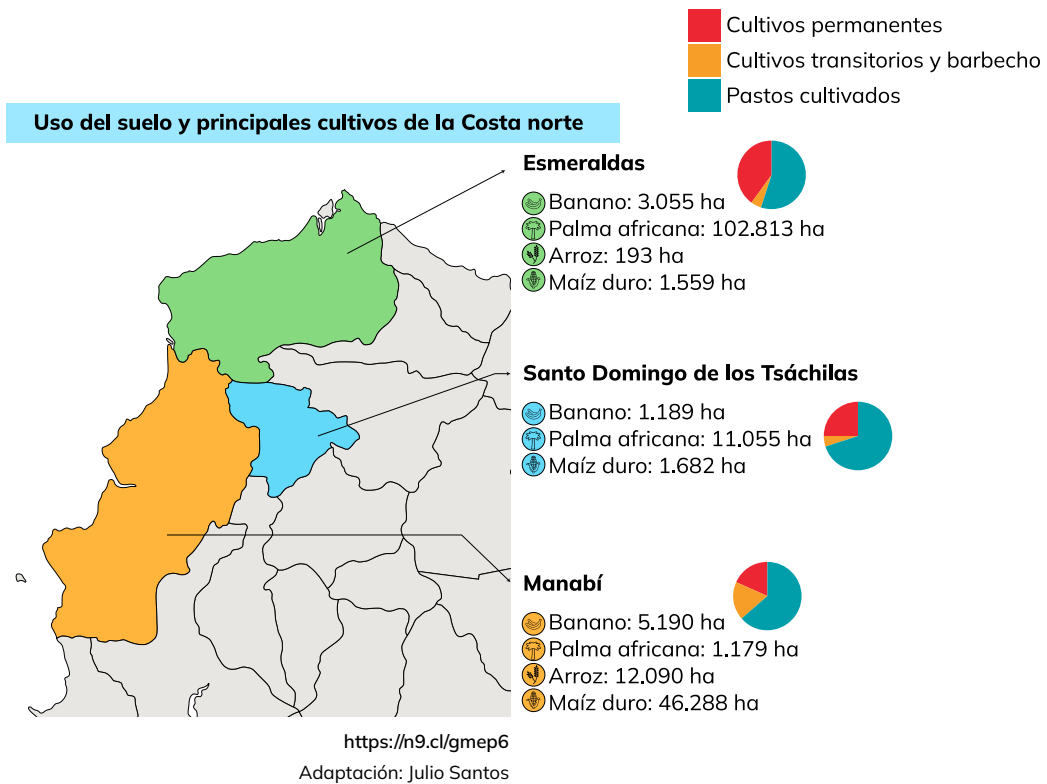 Cultivos permanentes
Cultivos transitorios y barbecho
Pastos cultivados
Uso del suelo y principales cultivos de la Costa norte
Esmeraldas
Banano: 3.055 ha
Palma africana: 102.813 ha
Arroz: 193 ha
Maíz duro: 1.559 ha
Santo Domingo de los Tsáchilas
Banano: 1.189 ha
Palma africana: 11.055 ha
Maíz duro: 1.682 ha
Manabí
Banano: 5.190 ha
Palma africana: 1.179 ha
Arroz: 12.090 ha
Maíz duro: 46.288 ha
https://n9.cl/gmep6
Adaptación: Julio Santos